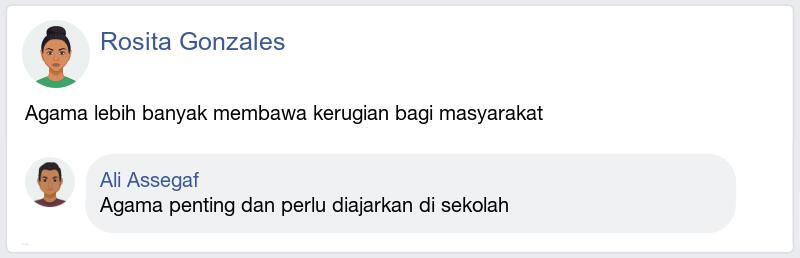 Rosita Gonzales
Agama lebih banyak membawa kerugian bagi masyarakat
Ali Assegaf
Agama penting dan perlu diajarkan di sekolah